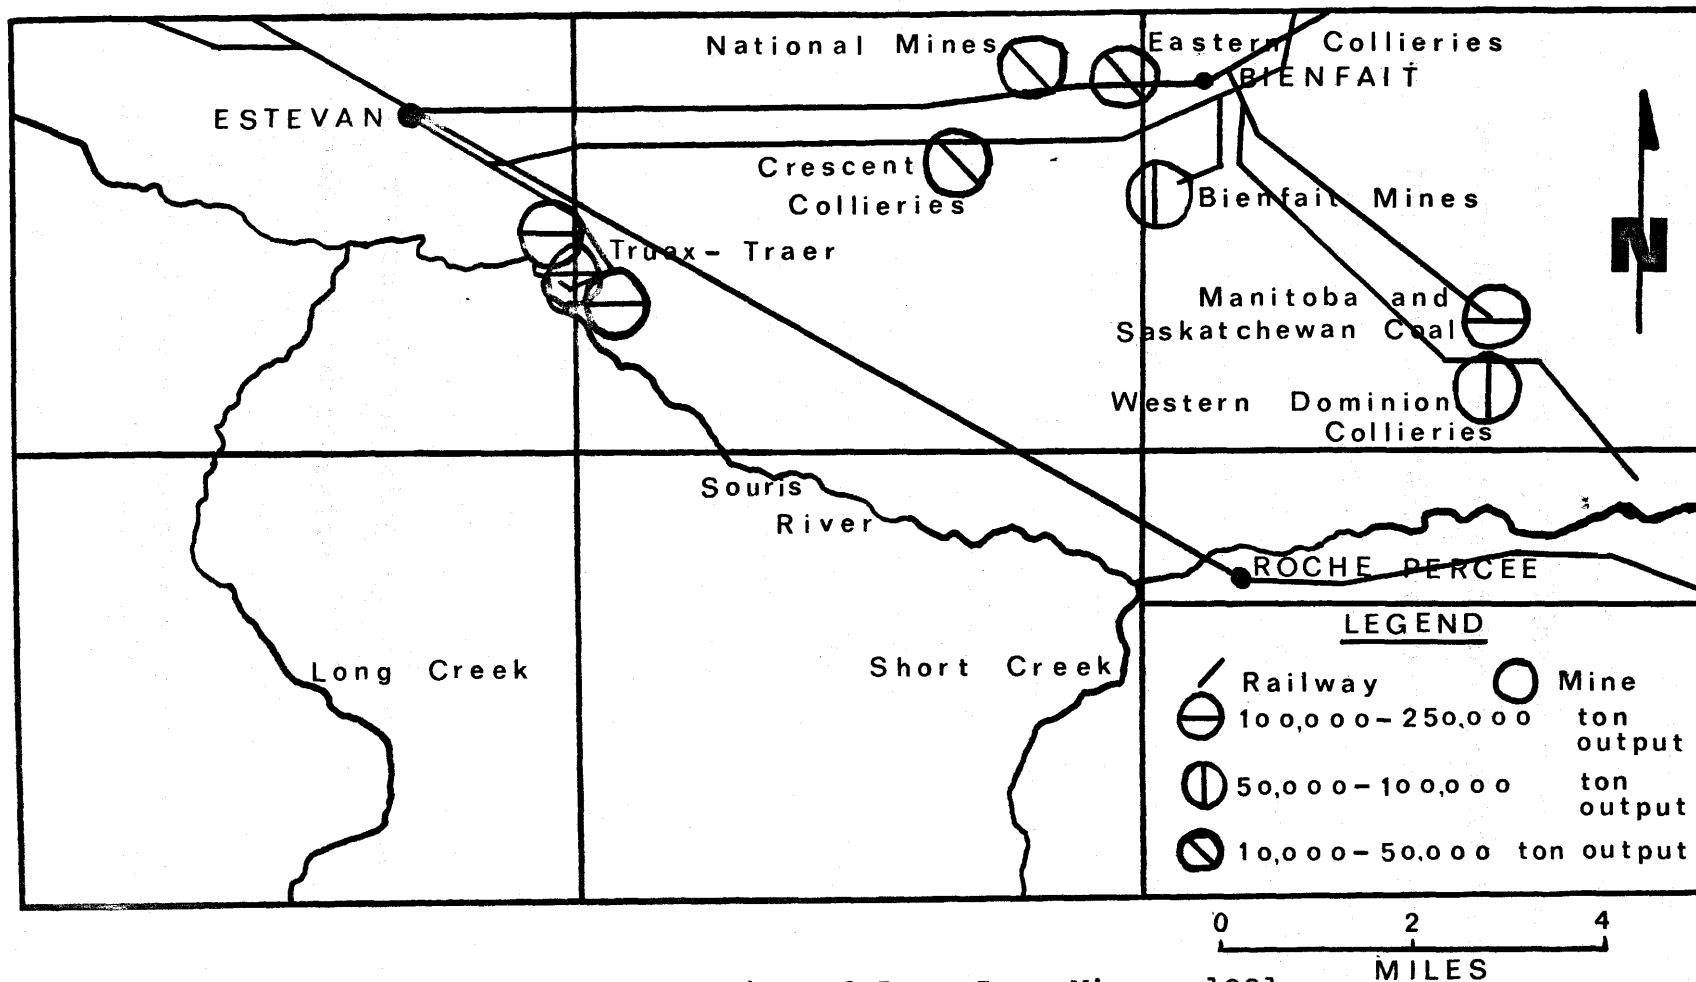 National Mines
Eastern Collieries
BIENFAIT
ESTEVAN
Crescent
Collieries
Bienfait Mines
Truax- Traer
N
Manitoba and
Saskatchewan Coal
Western Dominion
Collieries
Souris
River
ROCHE PERCEE
Long Creek
Short Creek
LEGEND
Railway
Mine
100,000-250,000 ton
output
50,000-100,000 ton
output
10,000-50,000 ton output
0 2 4
MILES